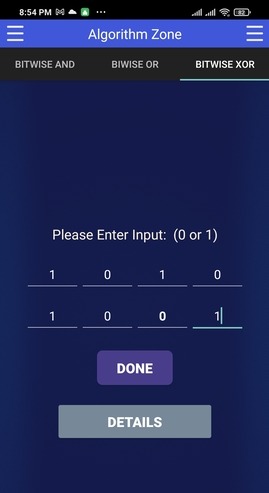 8:54 PM
82
Algorithm Zone
BITWISE AND BIWISE OR BITWISE XOR
Please Enter Input: (0 or 1)
1 0 1 0
1 0 0 1
DONE
DETAILS